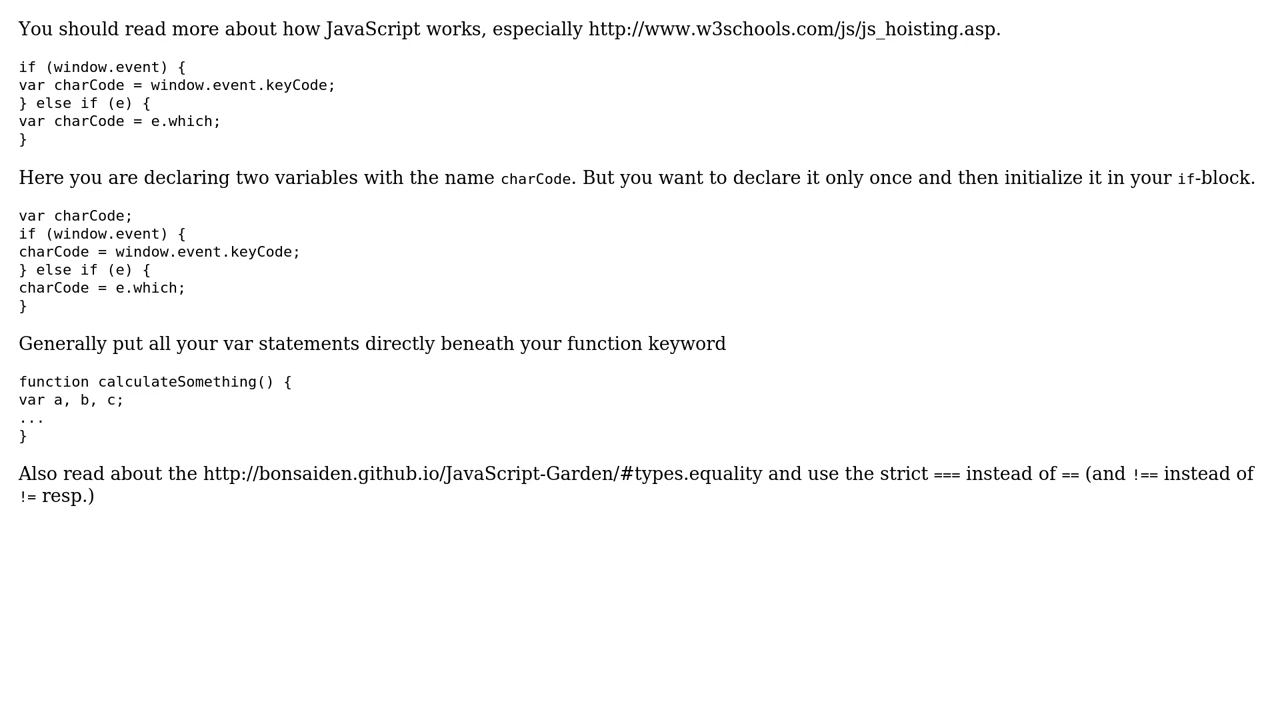 You should read more about how JavaScript works, especially http://www.w3schools.com/js/js_hoisting.asp.
if (window.event) {
var charCode = window.event.keyCode;
} else if (e) {
var charCode = e.which;
}
Here you are declaring two variables with the name charCode. But you want to declare it only once and then initialize it in your if-block.
var charCode;
if (window.event) {
charCode = window.event.keyCode;
} else if (e) {
charCode = e.which;
}
Generally put all your var statements directly beneath your function keyword
function calculateSomething() {
var a, b, c;
...
}
Also read about the http://bonsaiden.github.io/JavaScript-Garden/#types.equality and use the strict === instead of == (and !== instead of
!= resp.)